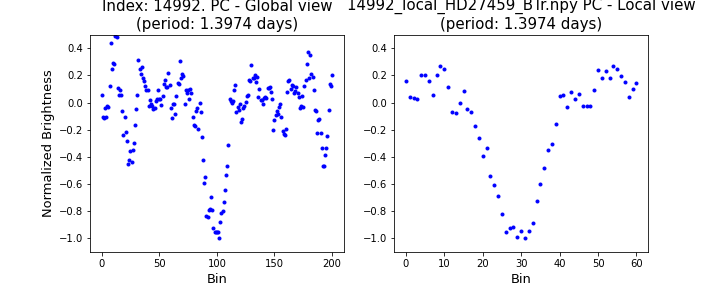 Index: 14992. PC - Global view
(period: 1.3974 days)
14992_local_HD27459_BTr.npy PC - Local view
(period: 1.3974 days)
Normalized Brightness
0.4
0.2
0.0
−0.2
−0.4
−0.6
−0.8
−1.0
0 50 100 150 200
Bin
0.4
0.2
0.0
−0.2
−0.4
−0.6
−0.8
−1.0
0 10 20 30 40 50 60
Bin